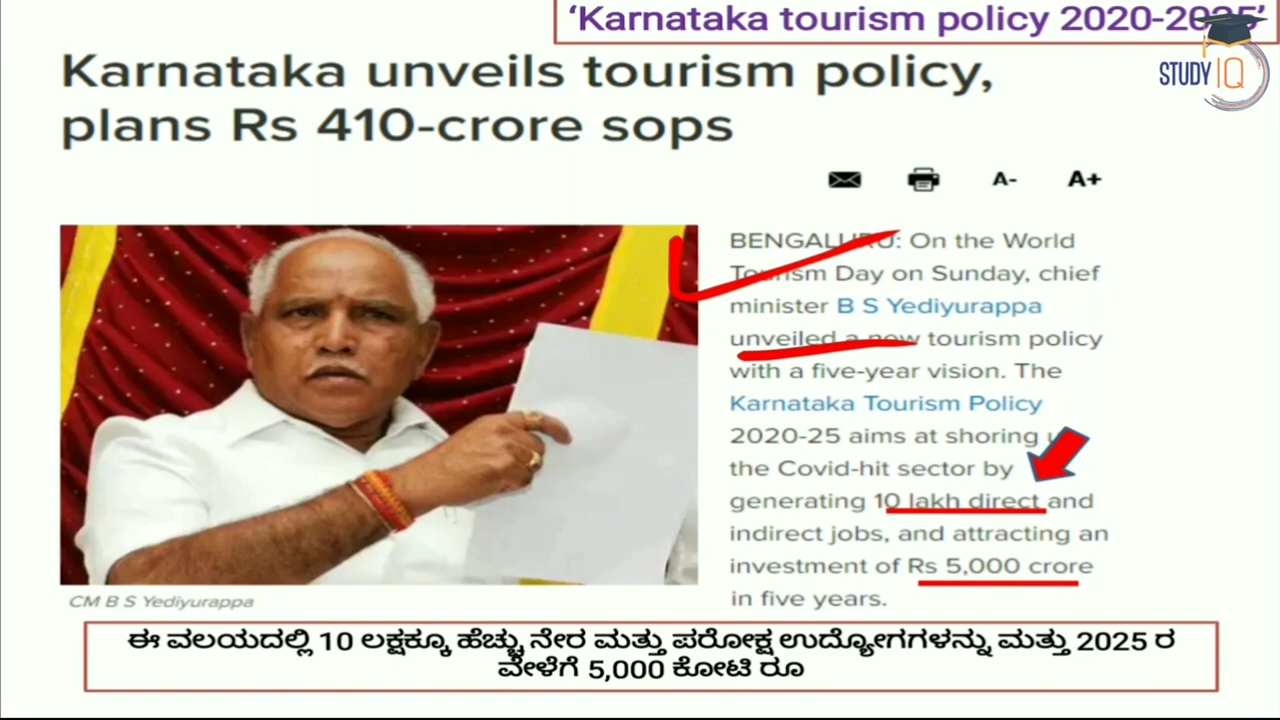 ‘Karnataka tourism policy 2020-2025’
STUDY IQ
Karnataka unveils tourism policy,
plans Rs 410-crore sops
A- A+
BENGALURU: On the World
Tourism Day on Sunday, chief
minister B S Yediyurappa
unveiled a new tourism policy
with a five-year vision. The
Karnataka Tourism Policy
2020-25 aims at shoring
the Covid-hit sector by
generating 10 lakh direct and
indirect jobs, and attracting an
investment of Rs 5,000 crore
in five years.
CM B S Yediyurappa
ಈ ವಲಯದಲ್ಲಿ 10 ಲಕ್ಷಕ್ಕೂ ಹೆಚ್ಚು ನೇರ ಮತ್ತು ಪರೋಕ್ಷ ಉದ್ಯೋಗಗಳನ್ನು ಮತ್ತು 2025 ರ
ವೇಳೆಗೆ 5,000 ಕೋಟಿ ರೂ